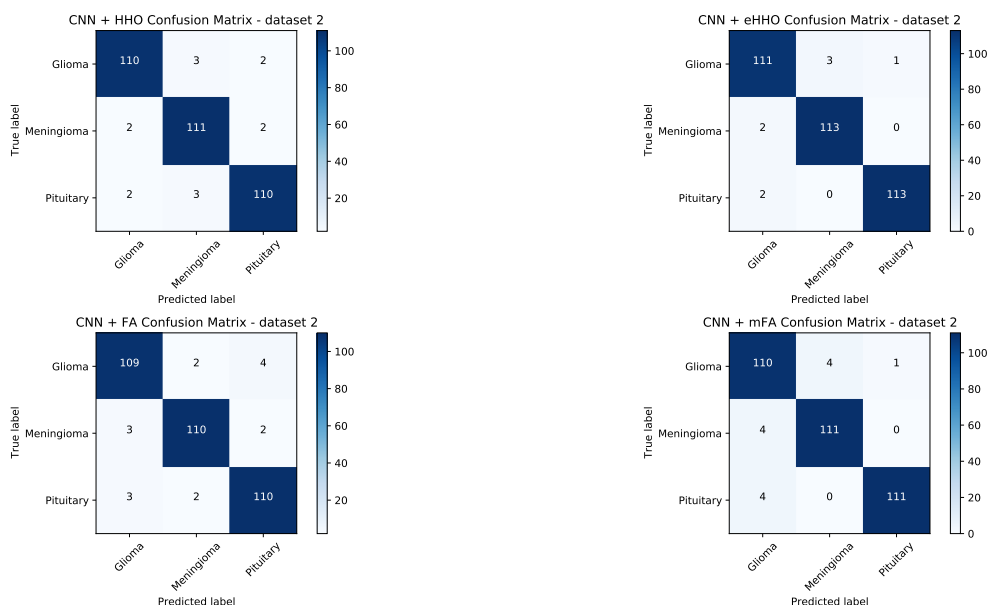 CNN + HHO Confusion Matrix - dataset 2
True label
Glioma 110 3 2
Meningioma 2 111 2
Pituitary 2 3 110
Glioma
Meningioma
Pituitary
Predicted label
100
80
60
40
20
CNN + eHHO Confusion Matrix - dataset 2
True label
Glioma 111 3 1
Meningioma 2 113 0
Pituitary 2 0 113
Glioma
Meningioma
Pituitary
Predicted label
100
80
60
40
20
0
CNN + FA Confusion Matrix - dataset 2
True label
Glioma 109 2 4
Meningioma 3 110 2
Pituitary 3 2 110
Glioma
Meningioma
Pituitary
Predicted label
100
80
60
40
20
CNN + mFA Confusion Matrix - dataset 2
True label
Glioma 110 4 1
Meningioma 4 111 0
Pituitary 4 0 111
Glioma
Meningioma
Pituitary
Predicted label
100
80
60
40
20
0